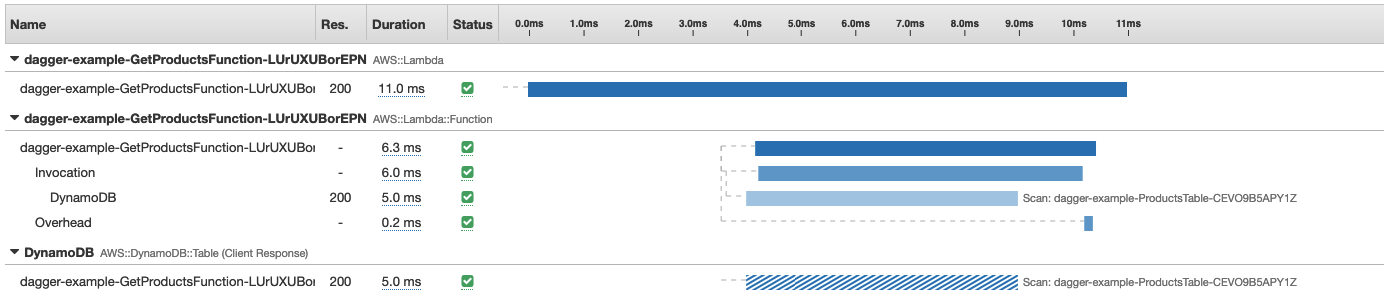 Name Res. Duration Status 0.0ms 1.0ms 2.0ms 3.0ms 4.0ms 5.0ms 6.0ms 7.0ms 8.0ms 9.0ms 10ms 11ms
dagger-example-GetProductsFunction-LUrUXUBorEPN AWS::Lambda
dagger-example-GetProductsFunction-LUrUXUBor 200 11.0 ms
dagger-example-GetProductsFunction-LUrUXUBorEPN AWS::Lambda::Function
dagger-example-GetProductsFunction-LUrUXUBor - 6.3 ms
Invocation - 6.0 ms
DynamoDB 200 5.0 ms Scan: dagger-example-ProductsTable-CEVO9B5APY1Z
Overhead - 0.2 ms
DynamoDB AWS::DynamoDB::Table (Client Response)
dagger-example-GetProductsFunction-LUrUXUBor 200 5.0 ms Scan: dagger-example-ProductsTable-CEVO9B5APY1Z